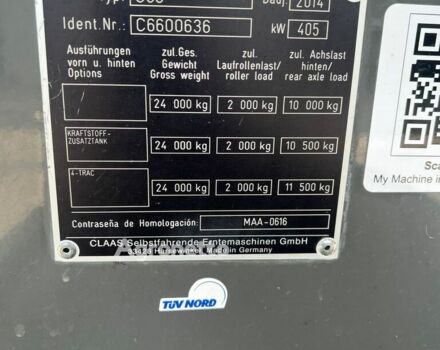 2014
Ident.Nr.: C6600636 kW 405
Ausführungen vorn u. hinten Options
zul.Ges. Gewicht Gross weight
zul. Laufrollenlast/ roller load
zul. Achslast hinten/ rear axle load
24 000 kg 2 000 kg 10 000 kg
KRAFTSTOFF- ZUSATZTANK 24 000 kg 2 000 kg 10 500 kg
4-TRAC 24 000 kg 2 000 kg 11 500 kg
Contraseña de Homologación: MAA-0616
CLAAS Selbstfahrende Erntemaschinen GmbH
33428 Harsewinkel Made in Germany
TÜV NORD
Sca
My Machine in